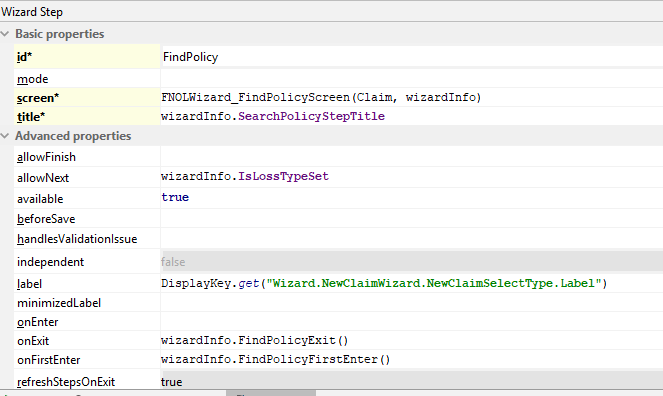 Wizard Step
Basic properties
id* FindPolicy
mode
screen* FNOLWizard_FindPolicyScreen(Claim, wizardInfo)
title* wizardInfo.SearchPolicyStepTitle
Advanced properties
allowFinish
allowNext wizardInfo.IsLossTypeSet
available true
beforeSave
handlesValidationIssue
independent false
label DisplayKey.get("Wizard.NewClaimWizard.NewClaimSelectType.Label")
minimizedLabel
onEnter
onExit wizardInfo.FindPolicyExit()
onFirstEnter wizardInfo.FindPolicyFirstEnter()
refreshStepsOnExit true